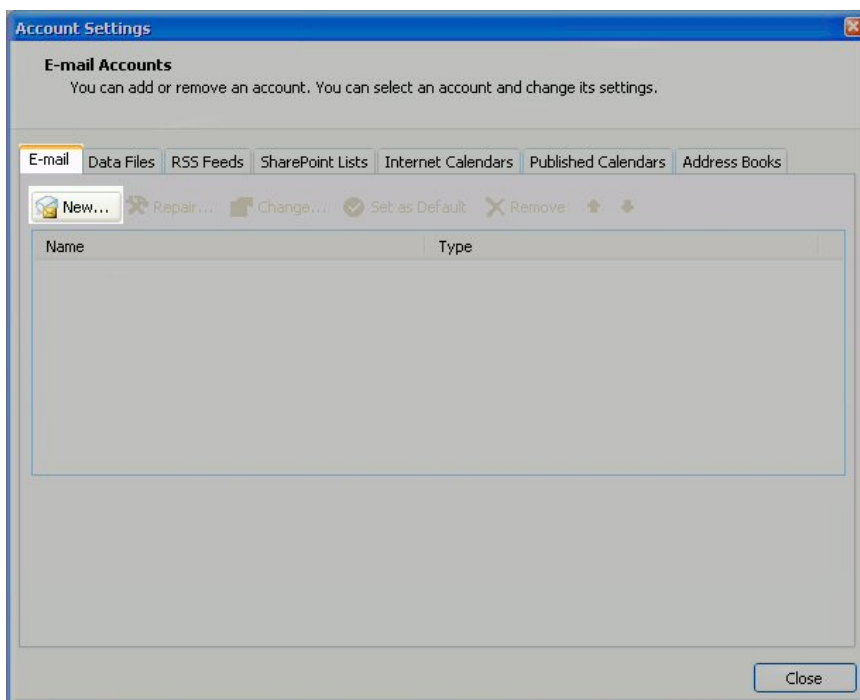 Account Settings
E-mail Accounts
You can add or remove an account. You can select an account and change its settings.
E-mail Data Files RSS Feeds SharePoint Lists Internet Calendars Published Calendars Address Books
New... Repair... Change... Set as Default Remove
Name Type
Close